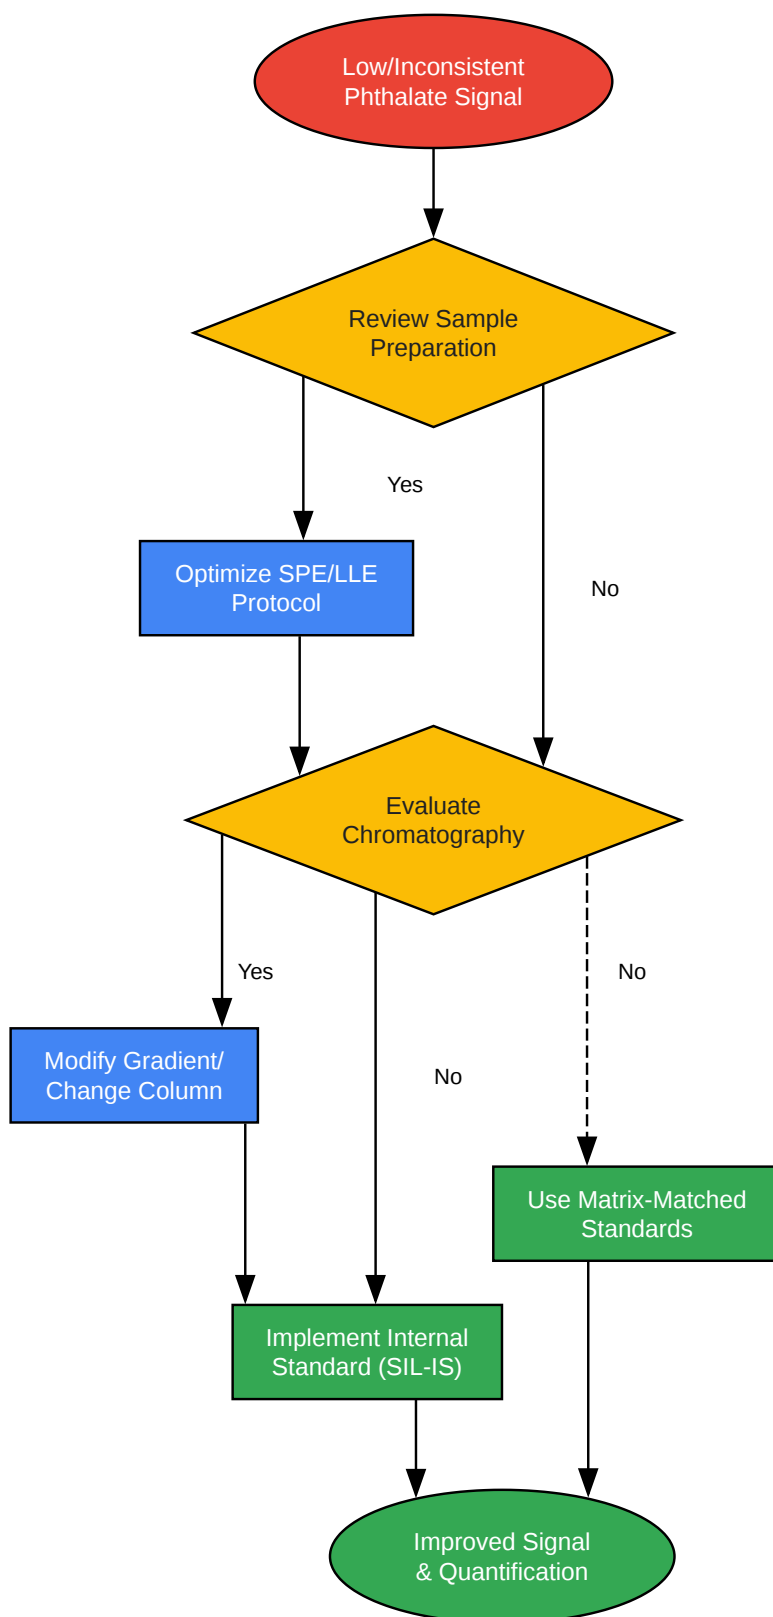 Low/Inconsistent
Phthalate Signal
Review Sample
Preparation
Yes
Optimize SPE/LLE
Protocol
No
Evaluate
Chromatography
Yes
No
Modify Gradient/
Change Column
No
Use Matrix-Matched
Standards
Implement Internal
Standard (SIL-IS)
Improved Signal
& Quantification